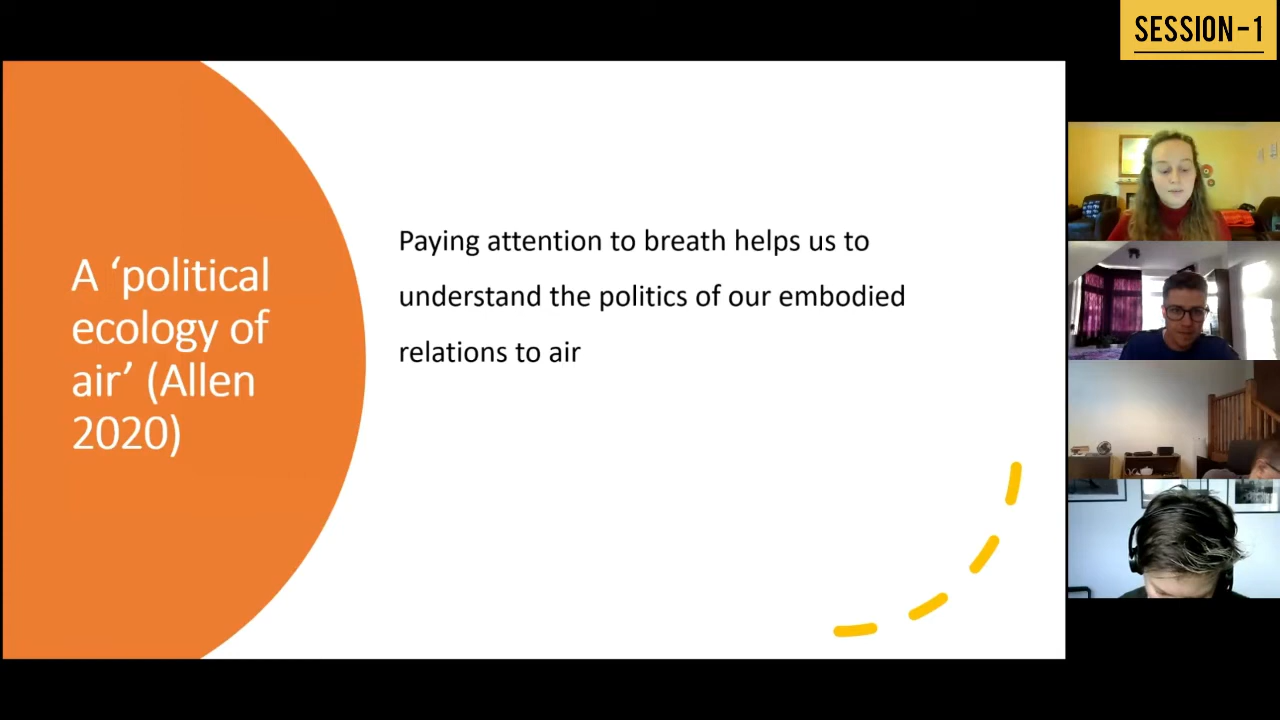 SESSION-1
A ‘political
ecology of
air’ (Allen
2020)
Paying attention to breath helps us to
understand the politics of our embodied
relations to air